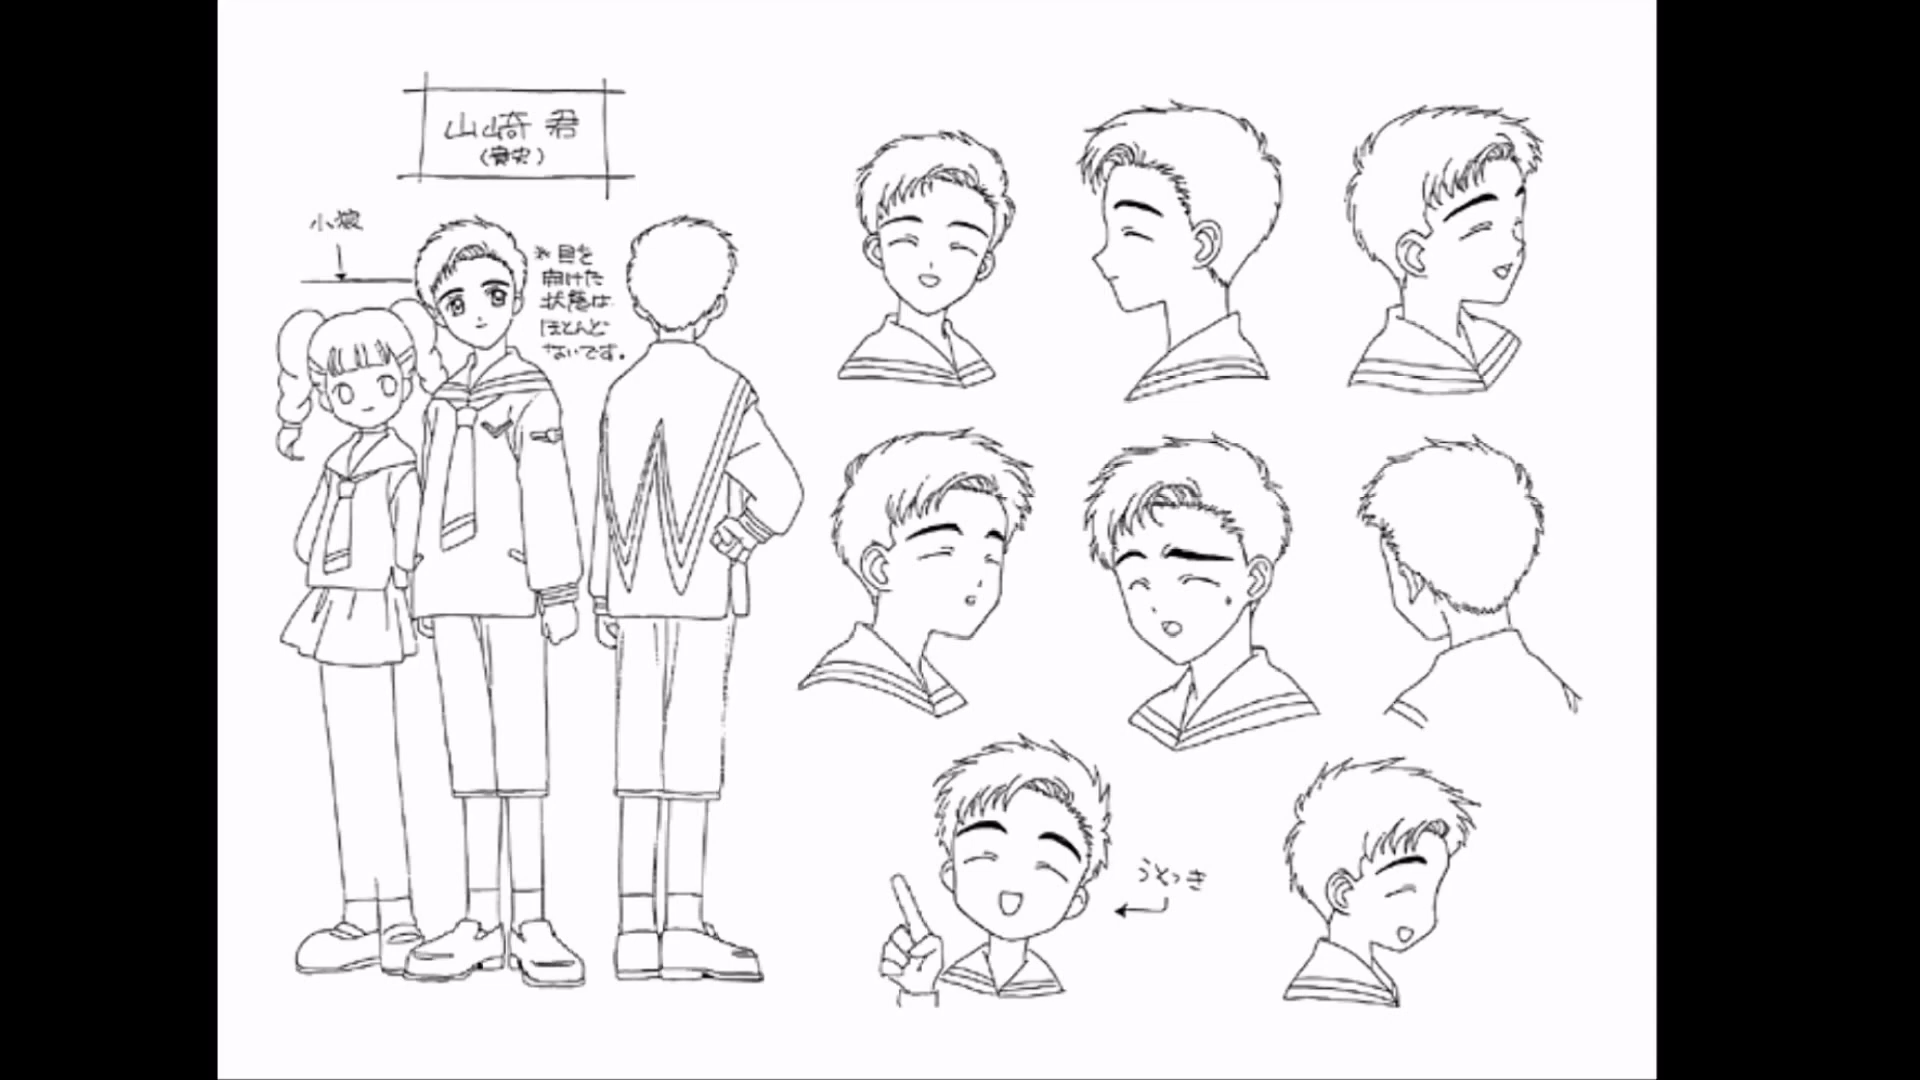 山崎 君
(貴史)
小狼
※目を
開けた
状態は
ほとんど
ないです。
うそつき